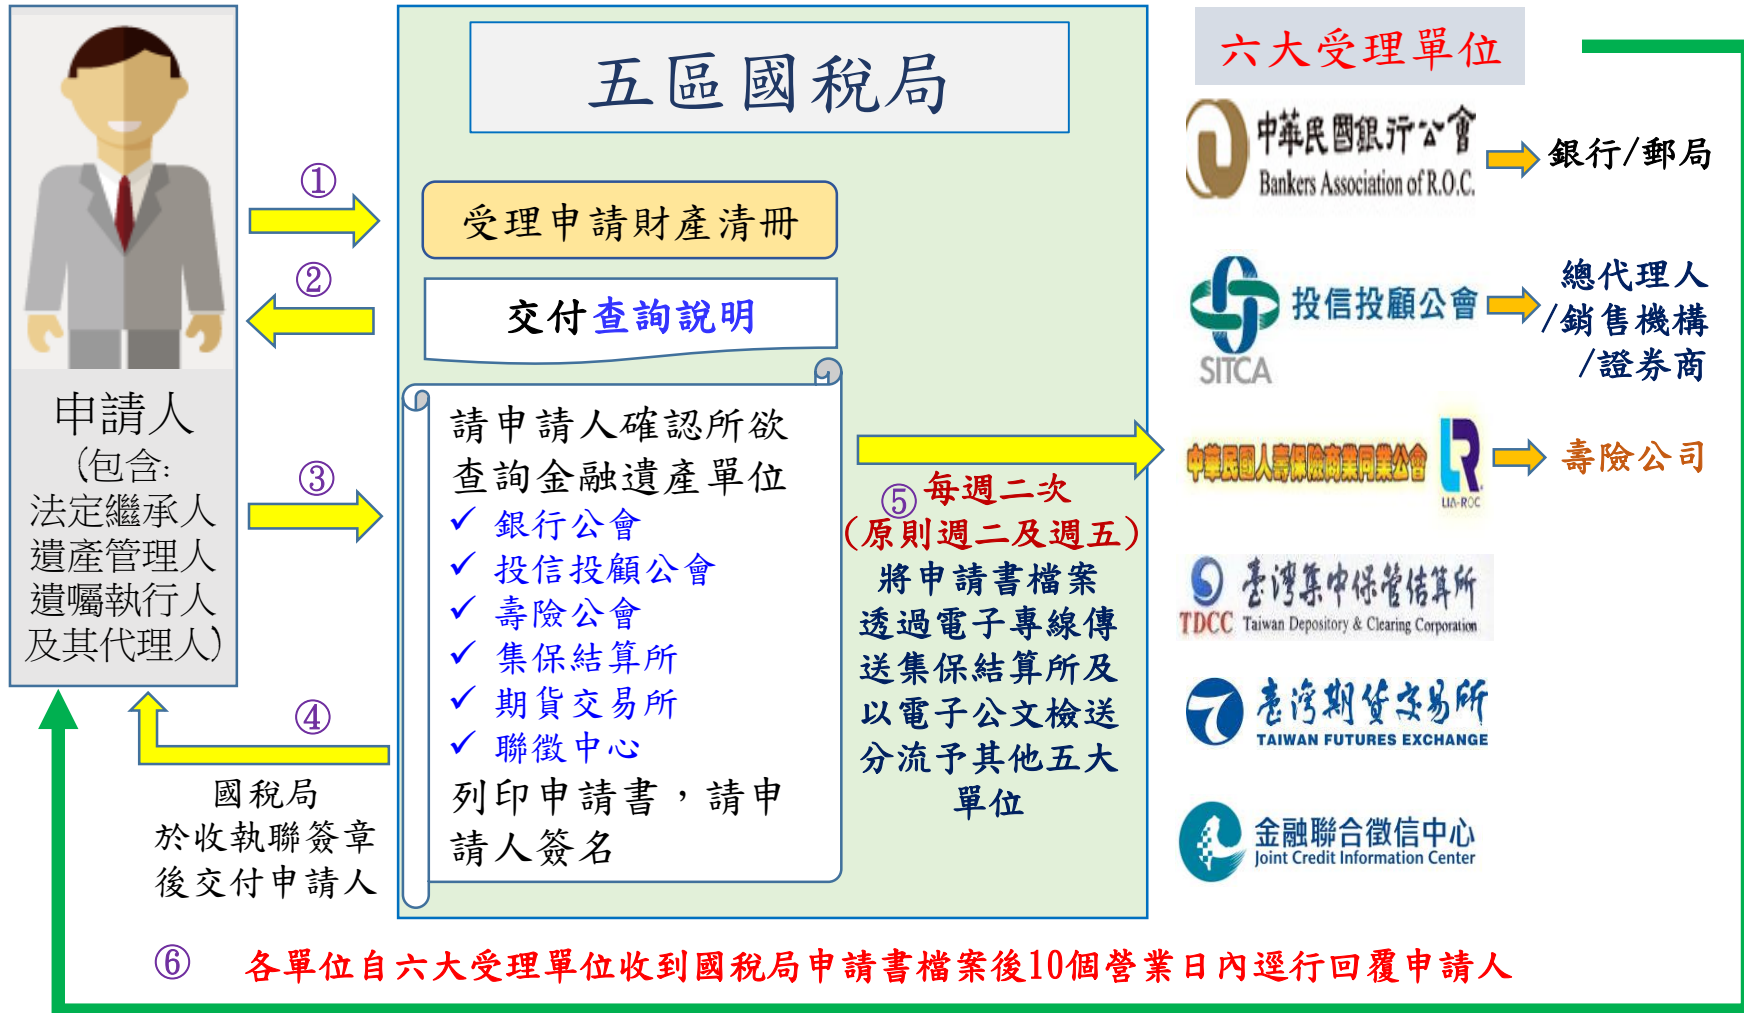 申請人
(包含:
法定繼承人
遺產管理人
遺囑執行人
及其代理人)
①
②
③
④
國稅局
於收執聯簽章
後交付申請人
五區國稅局
受理申請財產清冊
交付查詢說明
請申請人確認所欲
查詢金融遺產單位
✓ 銀行公會
✓ 投信投顧公會
✓ 壽險公會
✓ 集保結算所
✓ 期貨交易所
✓ 聯徵中心
列印申請書，請申
請人簽名
⑤ 每週二次
(原則週二及週五)
將申請書檔案
透過電子專線傳
送集保結算所及
以電子公文檢送
分流予其他五大
單位
六大受理單位
中華民國銀行公會
Bankers Association of R.O.C.
銀行/郵局
投信投顧公會
SITCA
總代理人
/銷售機構
/證券商
中華民國人壽保險商業同業公會
LIA-ROC
壽險公司
臺灣集中保管結算所
TDCC Taiwan Depository & Clearing Corporation
臺灣期貨交易所
TAIWAN FUTURES EXCHANGE
金融聯合徵信中心
Joint Credit Information Center
⑥ 各單位自六大受理單位收到國稅局申請書檔案後10個營業日內逕行回覆申請人